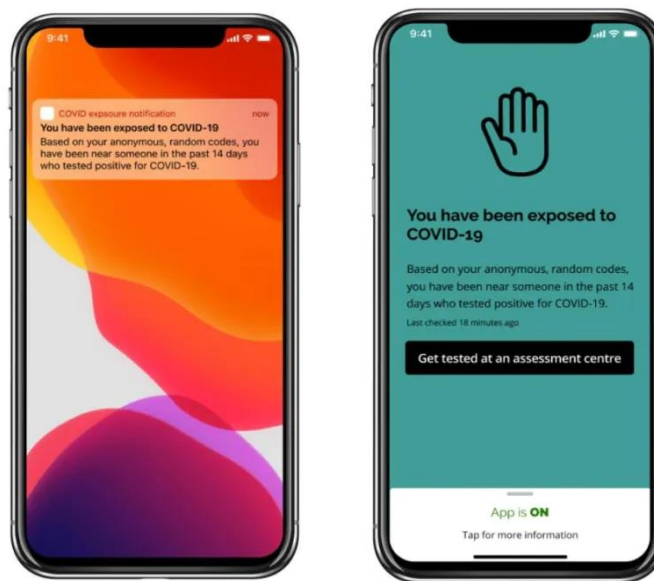 9:41
COVID expsoure notification now
You have been exposed to COVID-19
Based on your anonymous, random codes, you
have been near someone in the past 14 days
who tested positive for COVID-19.
9:41
You have been exposed to
COVID-19
Based on your anonymous, random codes,
you have been near someone in the past 14
days who tested positive for COVID-19.
Last checked 18 minutes ago
Get tested at an assessment centre
App is ON
Tap for more information